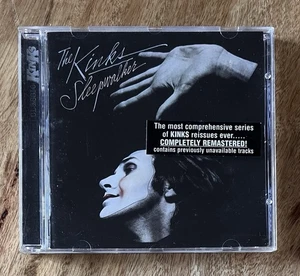 The Kinks
Sleepwalker
The most comprehensive series
of KINKS reissues ever.....
COMPLETELY REMASTERED!
contains previously unavailable tracks